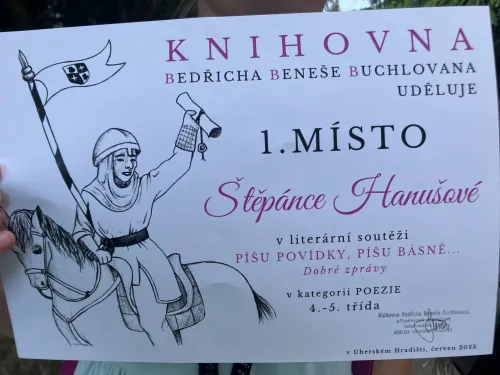 KNIHOVNA
BEDŘICHA BENEŠE BUCHLOVANA
UDĚLUJE
1. MÍSTO
Štěpánce Hanušové
v literární soutěži
PÍŠU POVÍDKY, PÍŠU BÁSNĚ...
Dobré zprávy
v kategorii POEZIE
4.-5. třída
Knihovna Bedřicha Beneše Buchlovana,
v Uherském Hradišti, červen 2023